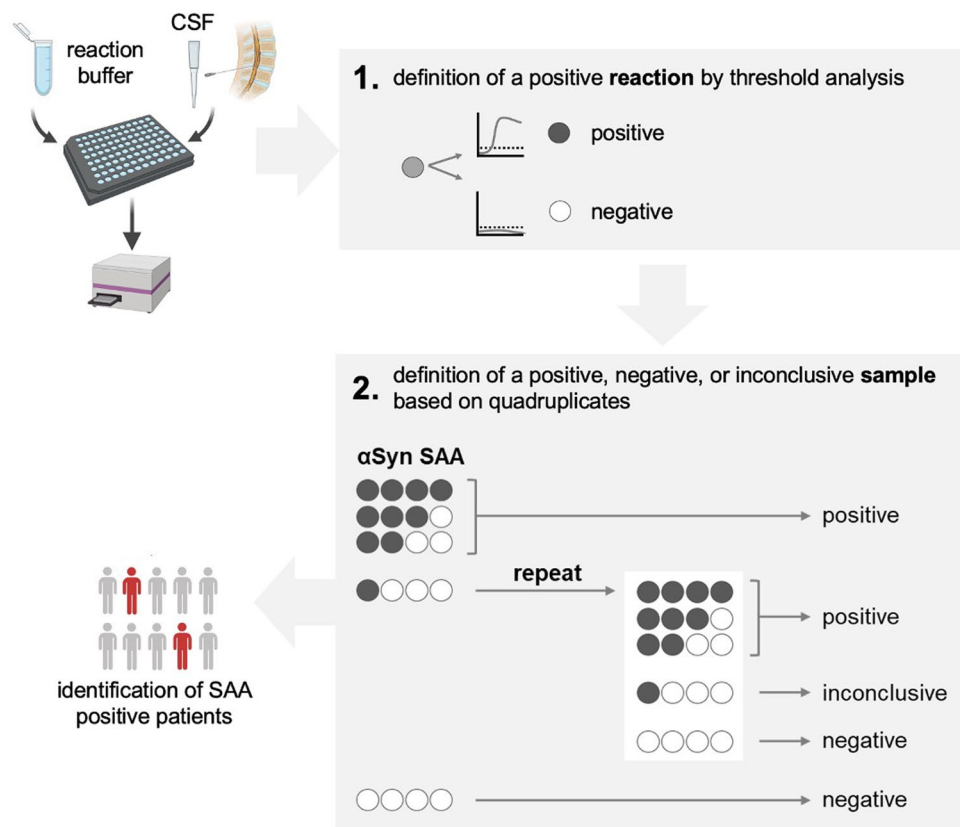 CSF
reaction
buffer
1. definition of a positive reaction by threshold analysis
positive
negative
2. definition of a positive, negative, or inconclusive sample
based on quadruplicates
αSyn SAA
positive
repeat
positive
inconclusive
negative
negative
identification of SAA
positive patients